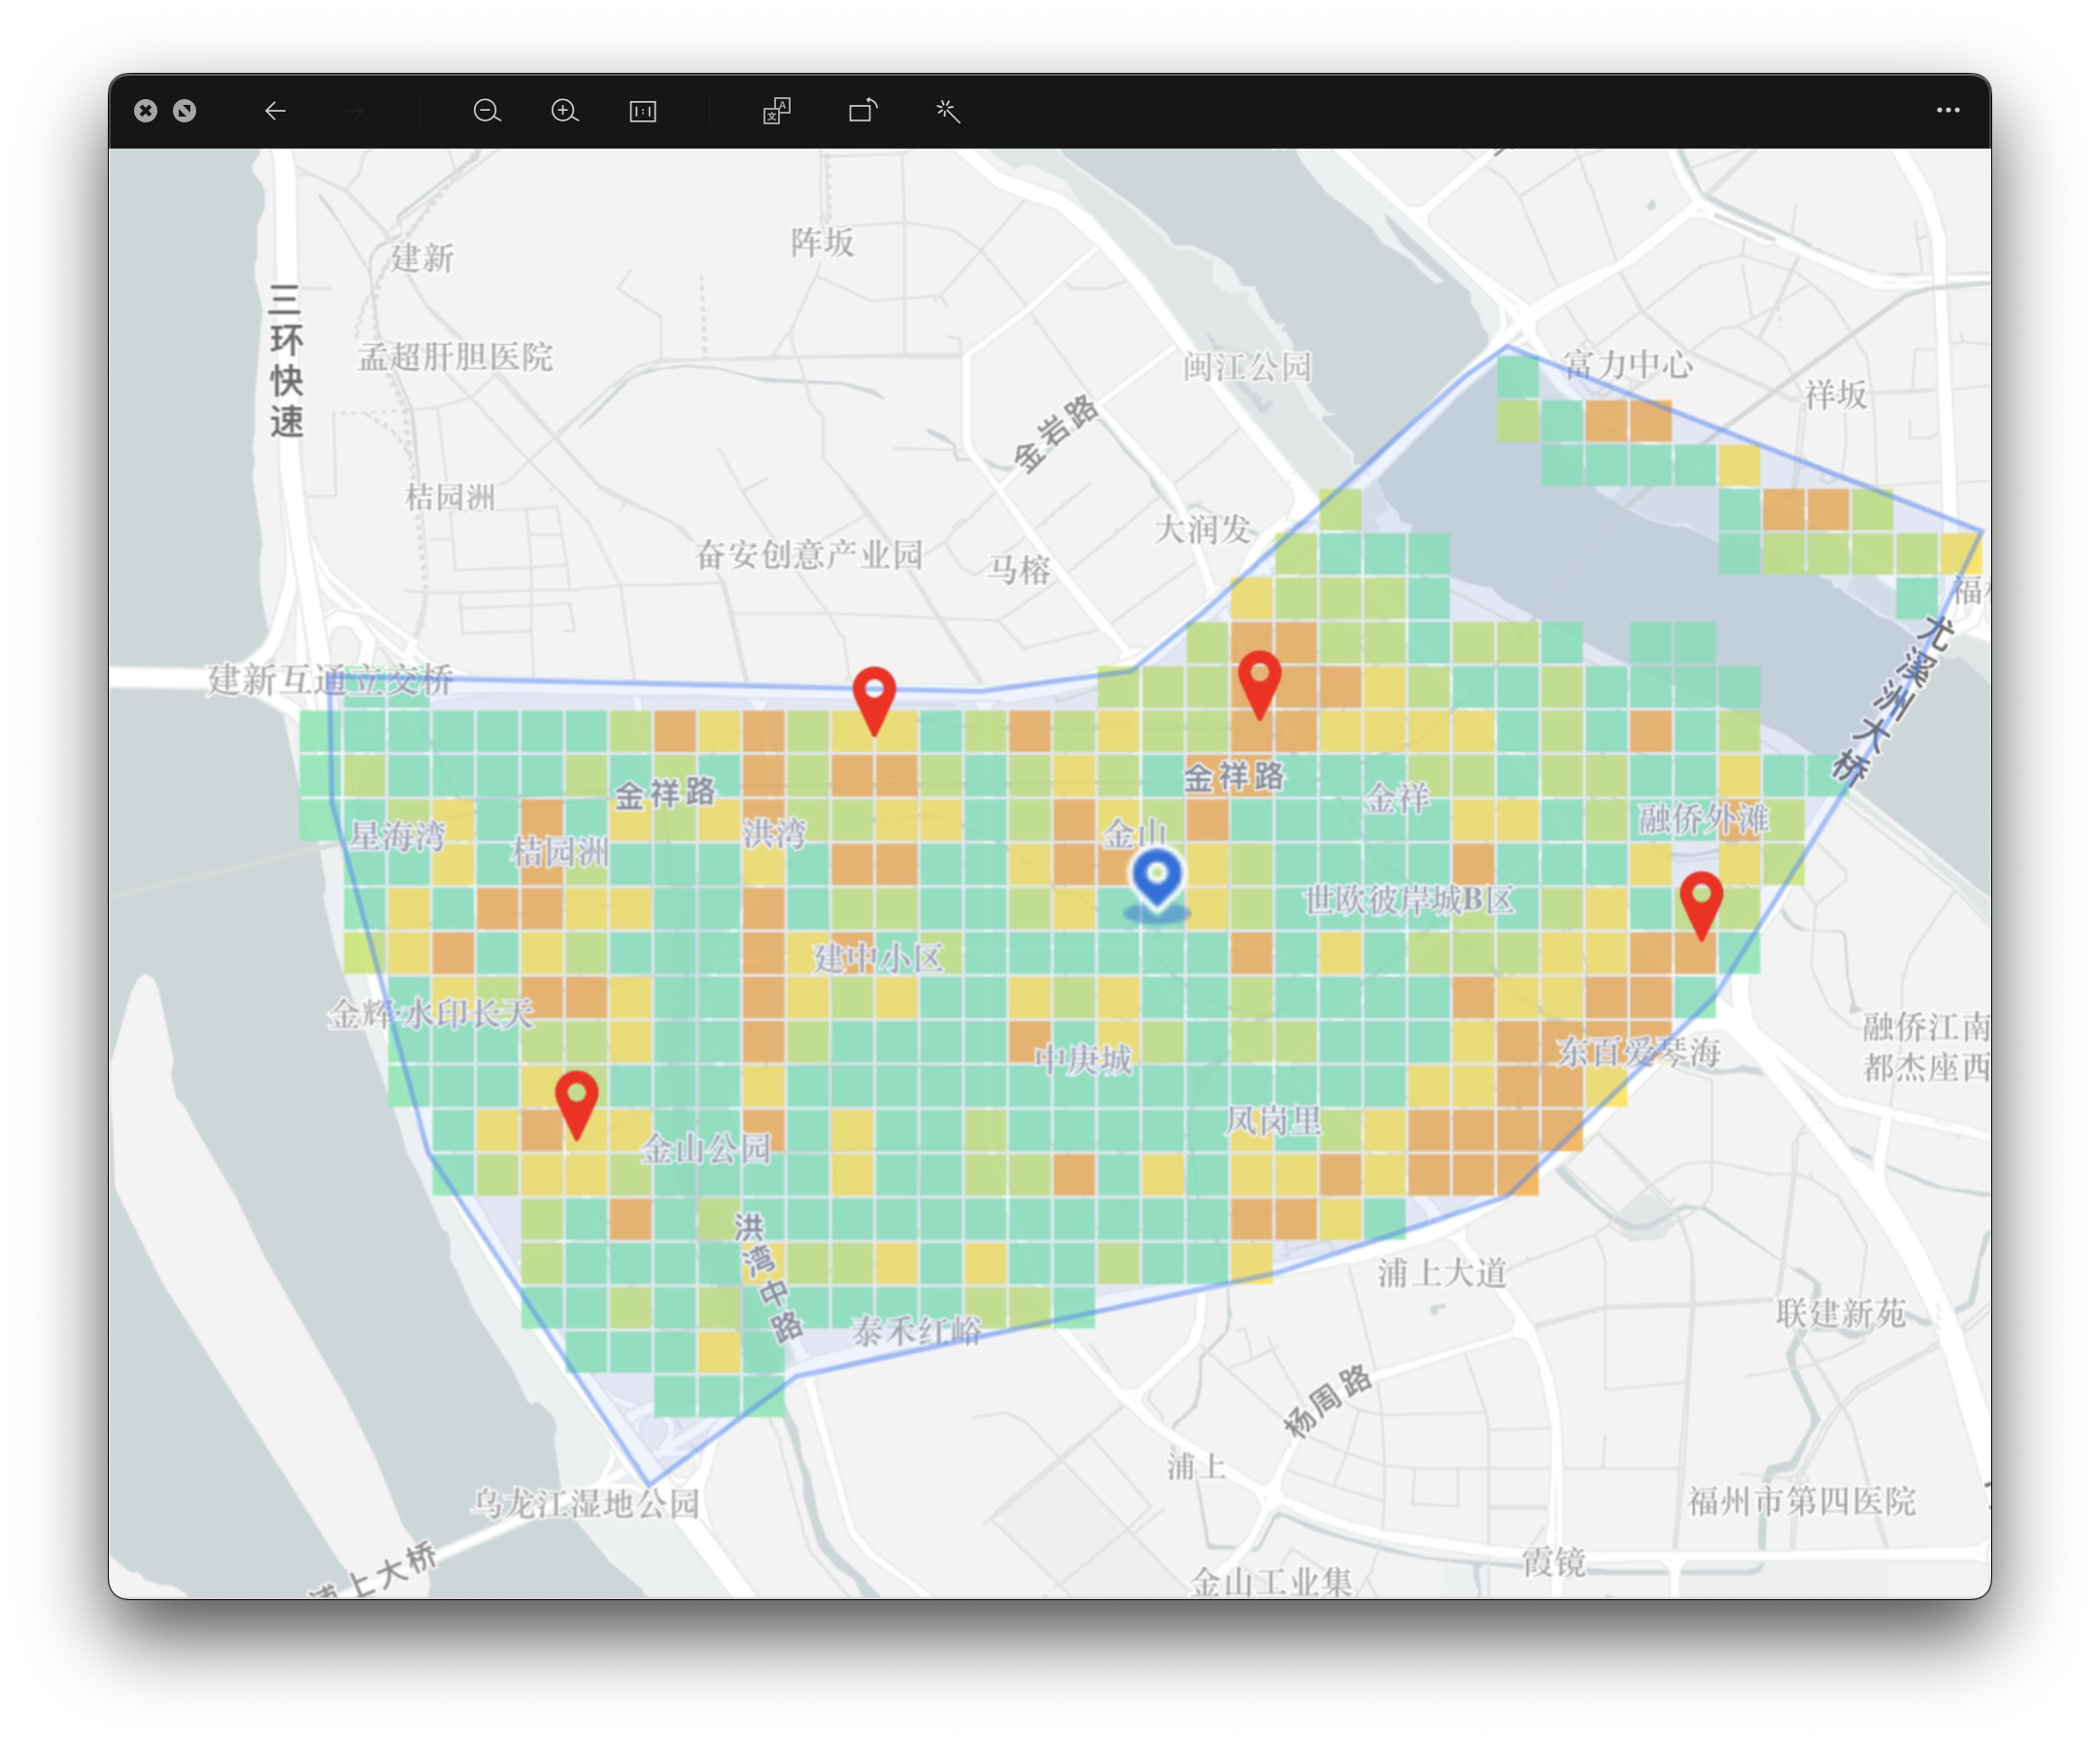 建新
阵坂
三环快速
孟超肝胆医院
闽江公园
富力中心
祥坂
金岩路
桔园洲
大润发
奋安创意产业园
马榕
福
尤溪洲大桥
建新互通立交桥
金祥路
金祥路
金祥
融侨外滩
星海湾
桔园洲
洪湾
金山
世欧彼岸城B区
建中小区
金辉·水印长天
中庚城
东百爱琴海
融侨江南
都杰座西
凤岗里
金山公园
洪湾中路
浦上大道
泰禾红峪
联建新苑
杨周路
浦上
乌龙江湿地公园
福州市第四医院
浦上大桥
霞镜
金山工业集